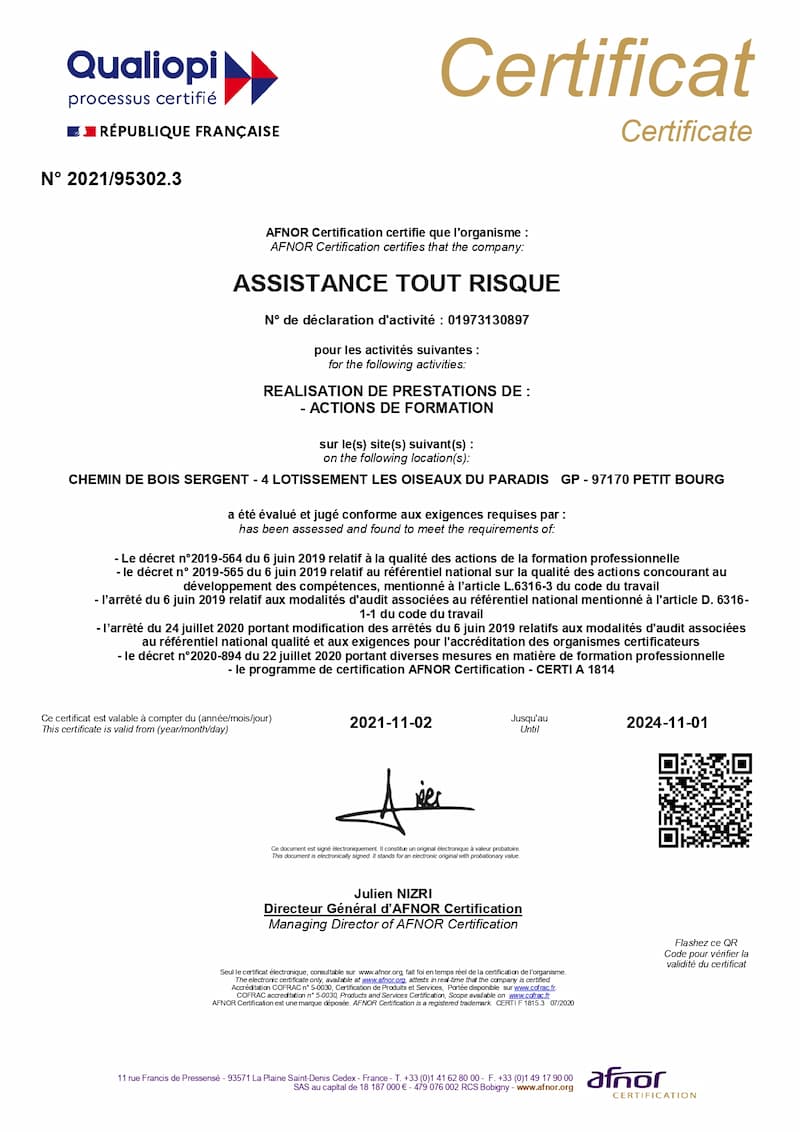 Qualiopi
processus certifié
RÉPUBLIQUE FRANÇAISE
Certificat
Certificate
N° 2021/95302.3
AFNOR Certification certifie que l'organisme :
AFNOR Certification certifies that the company:
ASSISTANCE TOUT RISQUE
N° de déclaration d'activité : 01973130897
pour les activités suivantes :
for the following activities:
REALISATION DE PRESTATIONS DE :
- ACTIONS DE FORMATION
sur le(s) site(s) suivant(s) :
on the following location(s):
CHEMIN DE BOIS SERGENT - 4 LOTISSEMENT LES OISEAUX DU PARADIS GP - 97170 PETIT BOURG
a été évalué et jugé conforme aux exigences requises par :
has been assessed and found to meet the requirements of:
- Le décret n°2019-564 du 6 juin 2019 relatif à la qualité des actions de la formation professionnelle
- le décret n° 2019-565 du 6 juin 2019 relatif au référentiel national sur la qualité des actions concourant au
développement des compétences, mentionné à l'article L.6316-3 du code du travail
- l'arrêté du 6 juin 2019 relatif aux modalités d'audit associées au référentiel national mentionné à l'article D. 6316-
1-1 du code du travail
- l'arrêté du 24 juillet 2020 portant modification des arrêtés du 6 juin 2019 relatifs aux modalités d'audit associées
au référentiel national qualité et aux exigences pour l'accréditation des organismes certificateurs
- le décret n°2020-894 du 22 juillet 2020 portant diverses mesures en matière de formation professionnelle
- le programme de certification AFNOR Certification - CERTI A 1814
Ce certificat est valable à compter du (année/mois/jour)
This certificate is valid from (year/month/day)
2021-11-02
Jusqu'au
Until
2024-11-01
Ce document est signé électroniquement. Il constitue un original électronique à valeur probatoire.
This document is electronically signed. It stands for an electronic original with probationary value.
Julien NIZRI
Directeur Général d'AFNOR Certification
Managing Director of AFNOR Certification
Flashez ce QR
Code pour vérifier la
validité du certificat
Seul le certificat électronique, consultable sur www.afnor.org, fait foi en temps réel de la certification de l'organisme.
The electronic certificate only, available at www.afnor.org, attests in real-time that the company is certified.
Accréditation COFRAC n° 5-0030, Certification de Produits et Services, Portée disponible sur www.cofrac.fr.
COFRAC accreditation n° 5-0030, Products and Services Certification, Scope available on www.cofrac.fr.
AFNOR Certification est une marque déposée. AFNOR Certification is a registered trademark. CERTI F 1815.3 07/2020
11 rue Francis de Pressensé - 93571 La Plaine Saint-Denis Cedex - France - T. +33 (0)1 41 62 80 00 - F. +33 (0)1 49 17 90 00
SAS au capital de 18 187 000 € - 479 076 002 RCS Bobigny - www.afnor.org
afnor
CERTIFICATION